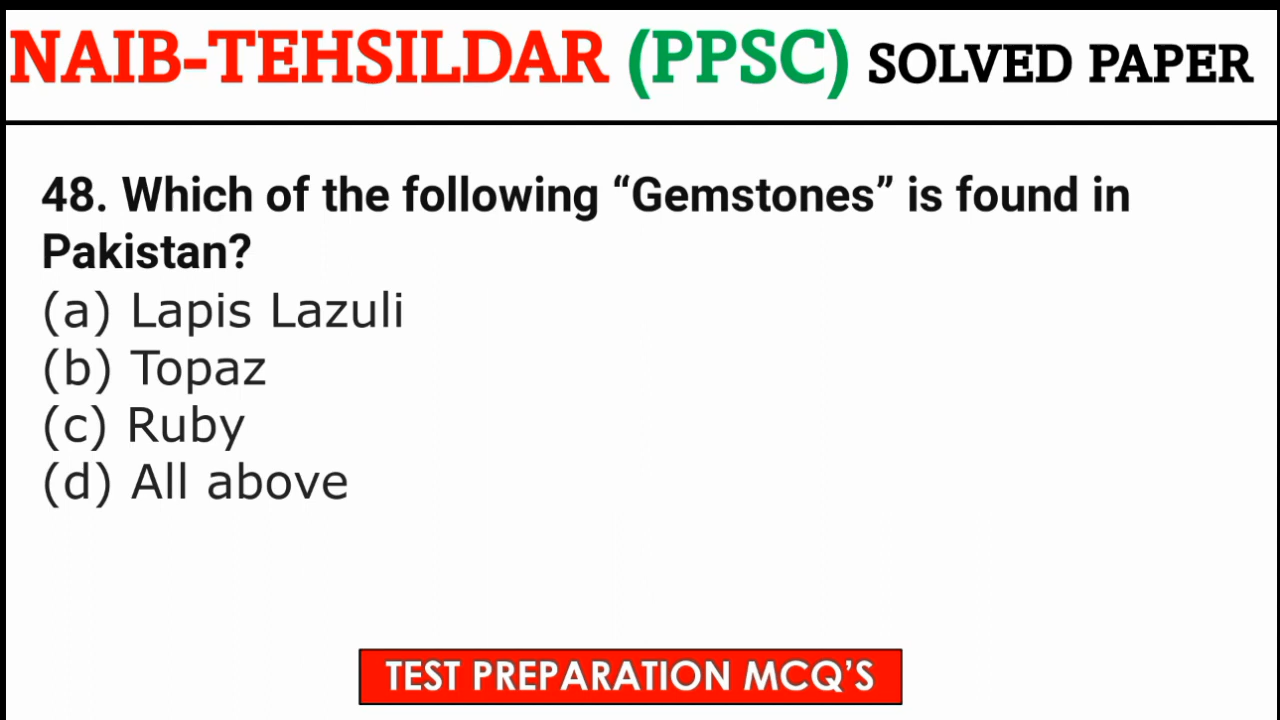 NAIB-TEHSILDAR (PPSC) SOLVED PAPER
48. Which of the following “Gemstones” is found in
Pakistan?
(a) Lapis Lazuli
(b) Topaz
(c) Ruby
(d) All above
TEST PREPARATION MCQ’S